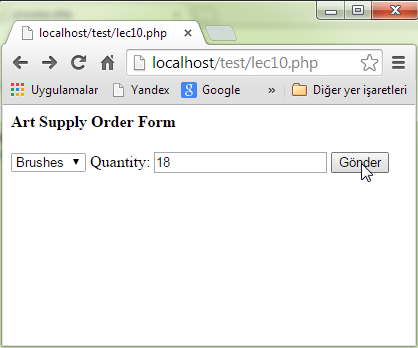 localhost/test/lec10.php
localhost/test/lec10.php
Uygulamalar Yandex Google » Diğer yer işaretleri
Art Supply Order Form
Brushes Quantity: 18 Gönder